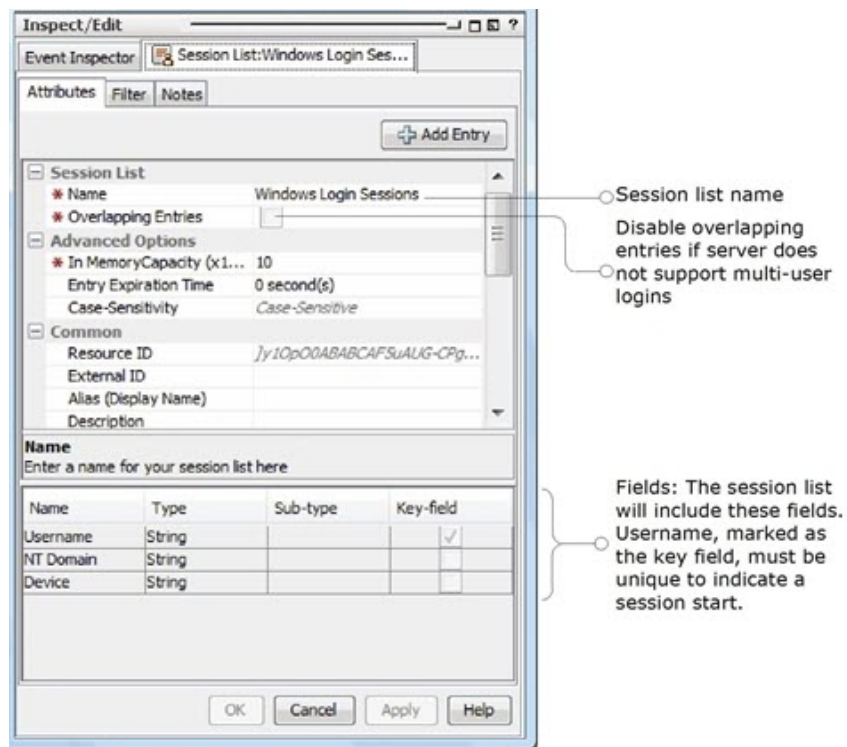 Inspect/Edit
?
Event Inspector
Session List:Windows Login Ses...
Attributes
Filter
Notes
Add Entry
Session List
* Name
Windows Login Sessions
* Overlapping Entries
Advanced Options
* In MemoryCapacity (x1...
10
Entry Expiration Time
0 second(s)
Case-Sensitivity
Case-Sensitive
Common
Resource ID
External ID
Alias (Display Name)
Description
Name
Enter a name for your session list here
Name Type Sub-type Key-field
Username String
NT Domain String
Device String
OK
Cancel
Apply
Help
Session list name
Disable overlapping
entries if server does
not support multi-user
logins
Fields: The session list
will include these fields.
Username, marked as
the key field, must be
unique to indicate a
session start.